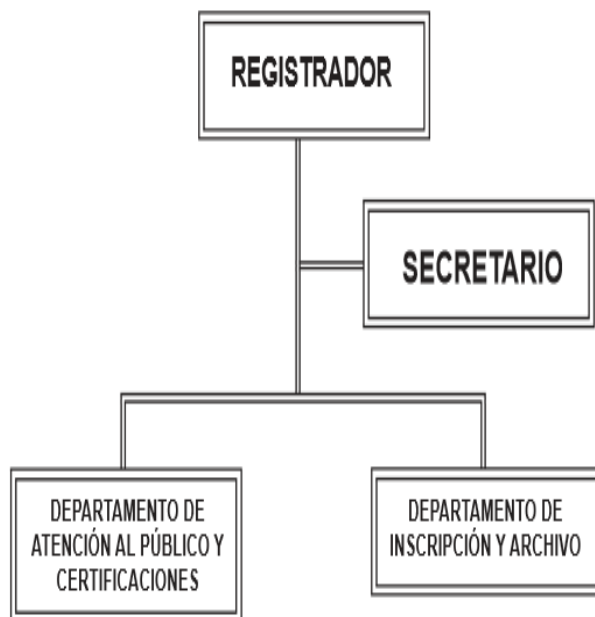 REGISTRADOR
SECRETARIO
DEPARTAMENTO DE
ATENCIÓN AL PÚBLICO Y
CERTIFICACIONES
DEPARTAMENTO DE
INSCRIPCIÓN Y ARCHIVO